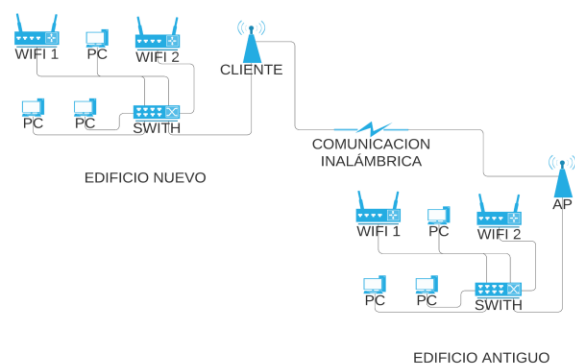 WIFI 1
PC
WIFI 2
CLIENTE
PC
PC
SWITH
COMUNICACION
INALÁMBRICA
EDIFICIO NUEVO
AP
WIFI 1
PC
WIFI 2
PC
PC
SWITH
EDIFICIO ANTIGUO